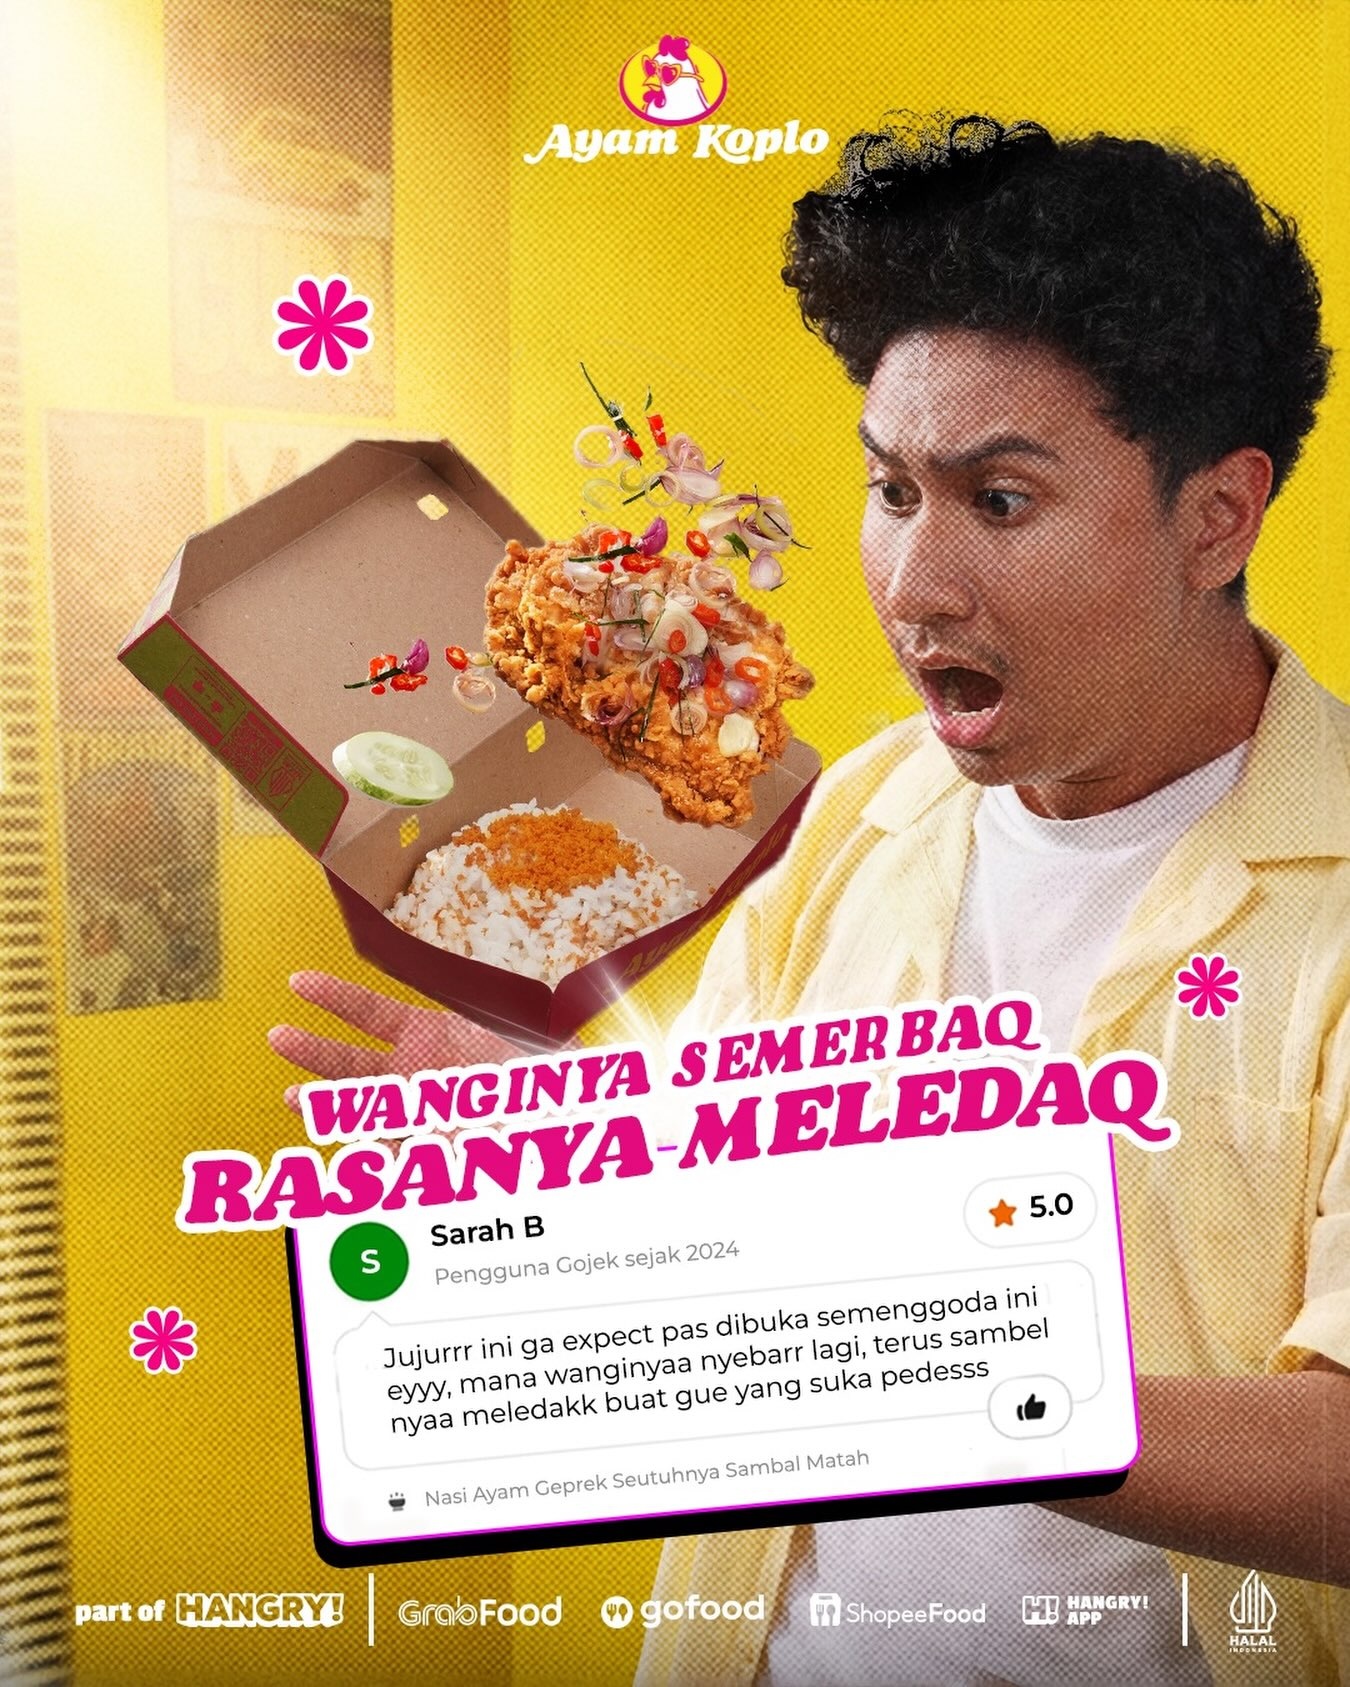 Ayam Koplo
WANGINYA SEMERBAQ
RASANYA MELEDAQ
S
Sarah B
5.0
Pengguna Gojek sejak 2024
Jujurrr ini ga expect pas dibuka semenggoda ini
eyyy, mana wanginyaa nyebarr lagi, terus sambel
nyaa meledakk buat gue yang suka pedesss
Nasi Ayam Geprek Seutuhnya Sambal Matah
part of HANGRY!
GrabFood
gofood
ShopeeFood
H! HANGRY!
APP
HALAL
INDONESIA